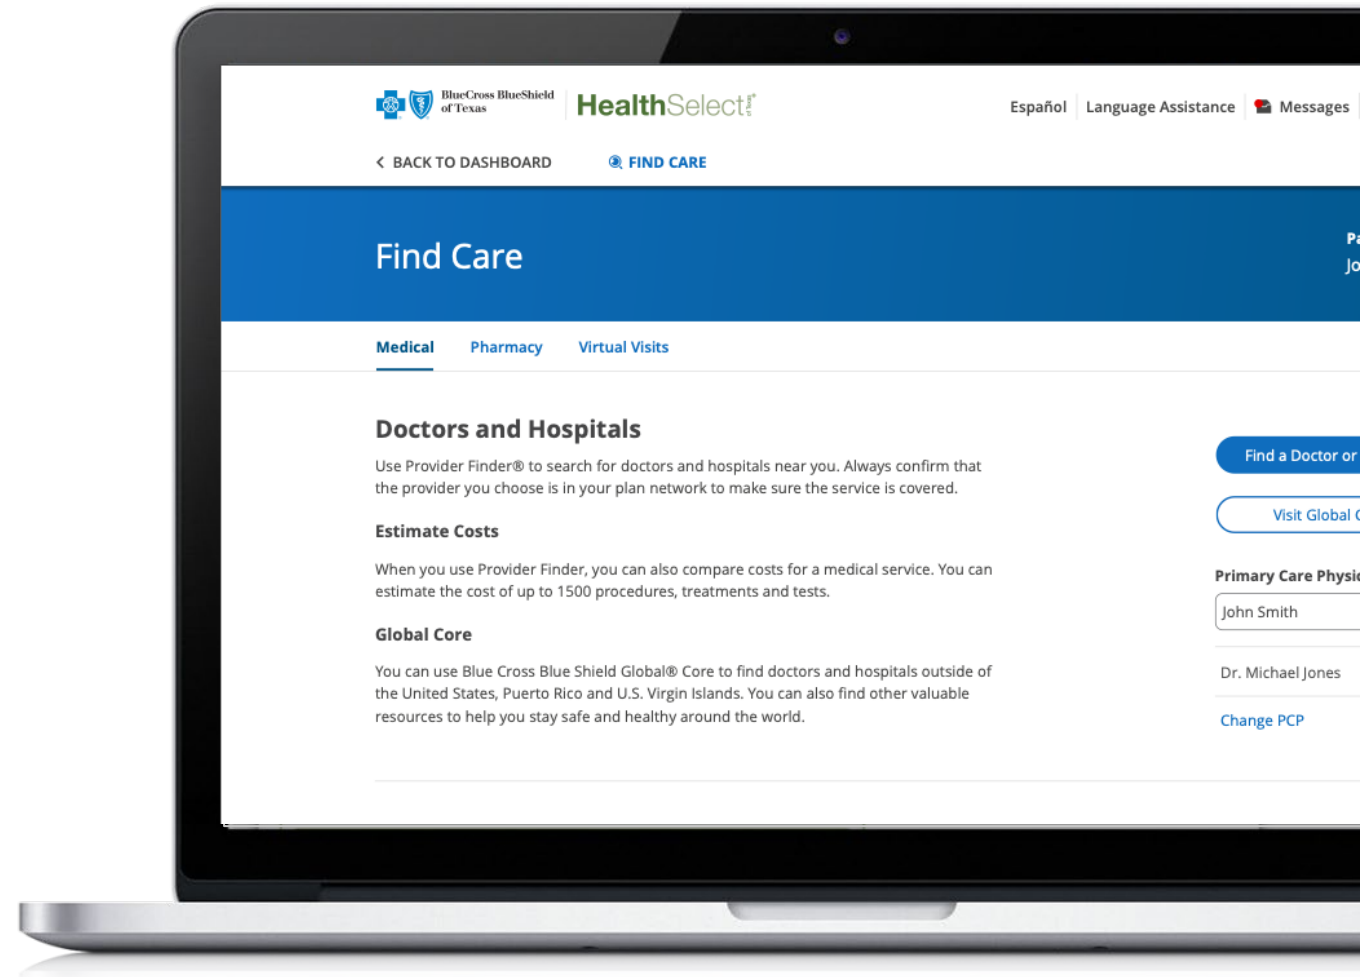 BlueCross BlueShield
of Texas
HealthSelect
of Texas®
Español
Language Assistance
Messages
BACK TO DASHBOARD
FIND CARE
Find Care
Pa
Jo
Medical
Pharmacy
Virtual Visits
Doctors and Hospitals
Use Provider Finder® to search for doctors and hospitals near you. Always confirm that
the provider you choose is in your plan network to make sure the service is covered.
Find a Doctor or
Visit Global C
Estimate Costs
When you use Provider Finder, you can also compare costs for a medical service. You can
estimate the cost of up to 1500 procedures, treatments and tests.
Primary Care Physic
John Smith
Global Core
You can use Blue Cross Blue Shield Global® Core to find doctors and hospitals outside of
the United States, Puerto Rico and U.S. Virgin Islands. You can also find other valuable
resources to help you stay safe and healthy around the world.
Dr. Michael Jones
Change PCP